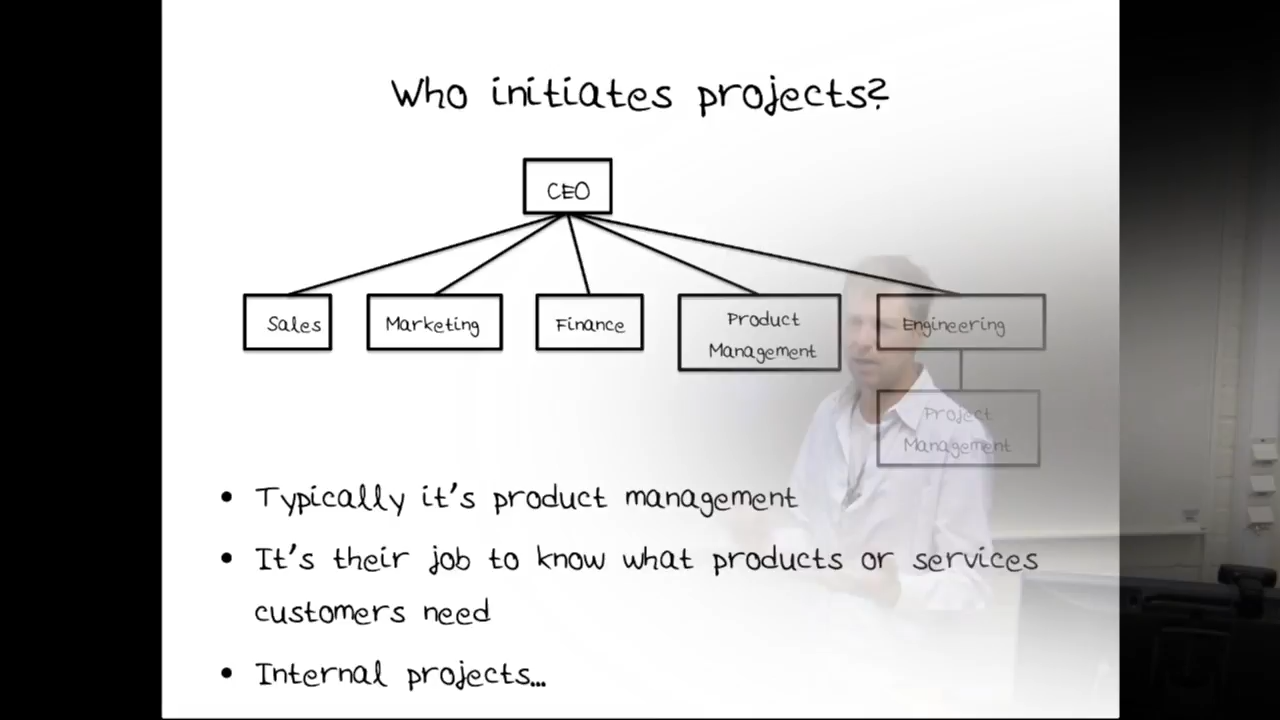 Who initiates projects?
CEO
Sales
Marketing
Finance
Product
Management
Engineering
Project
Management
• Typically it's product management
• It's their job to know what products or services
customers need
• Internal projects...